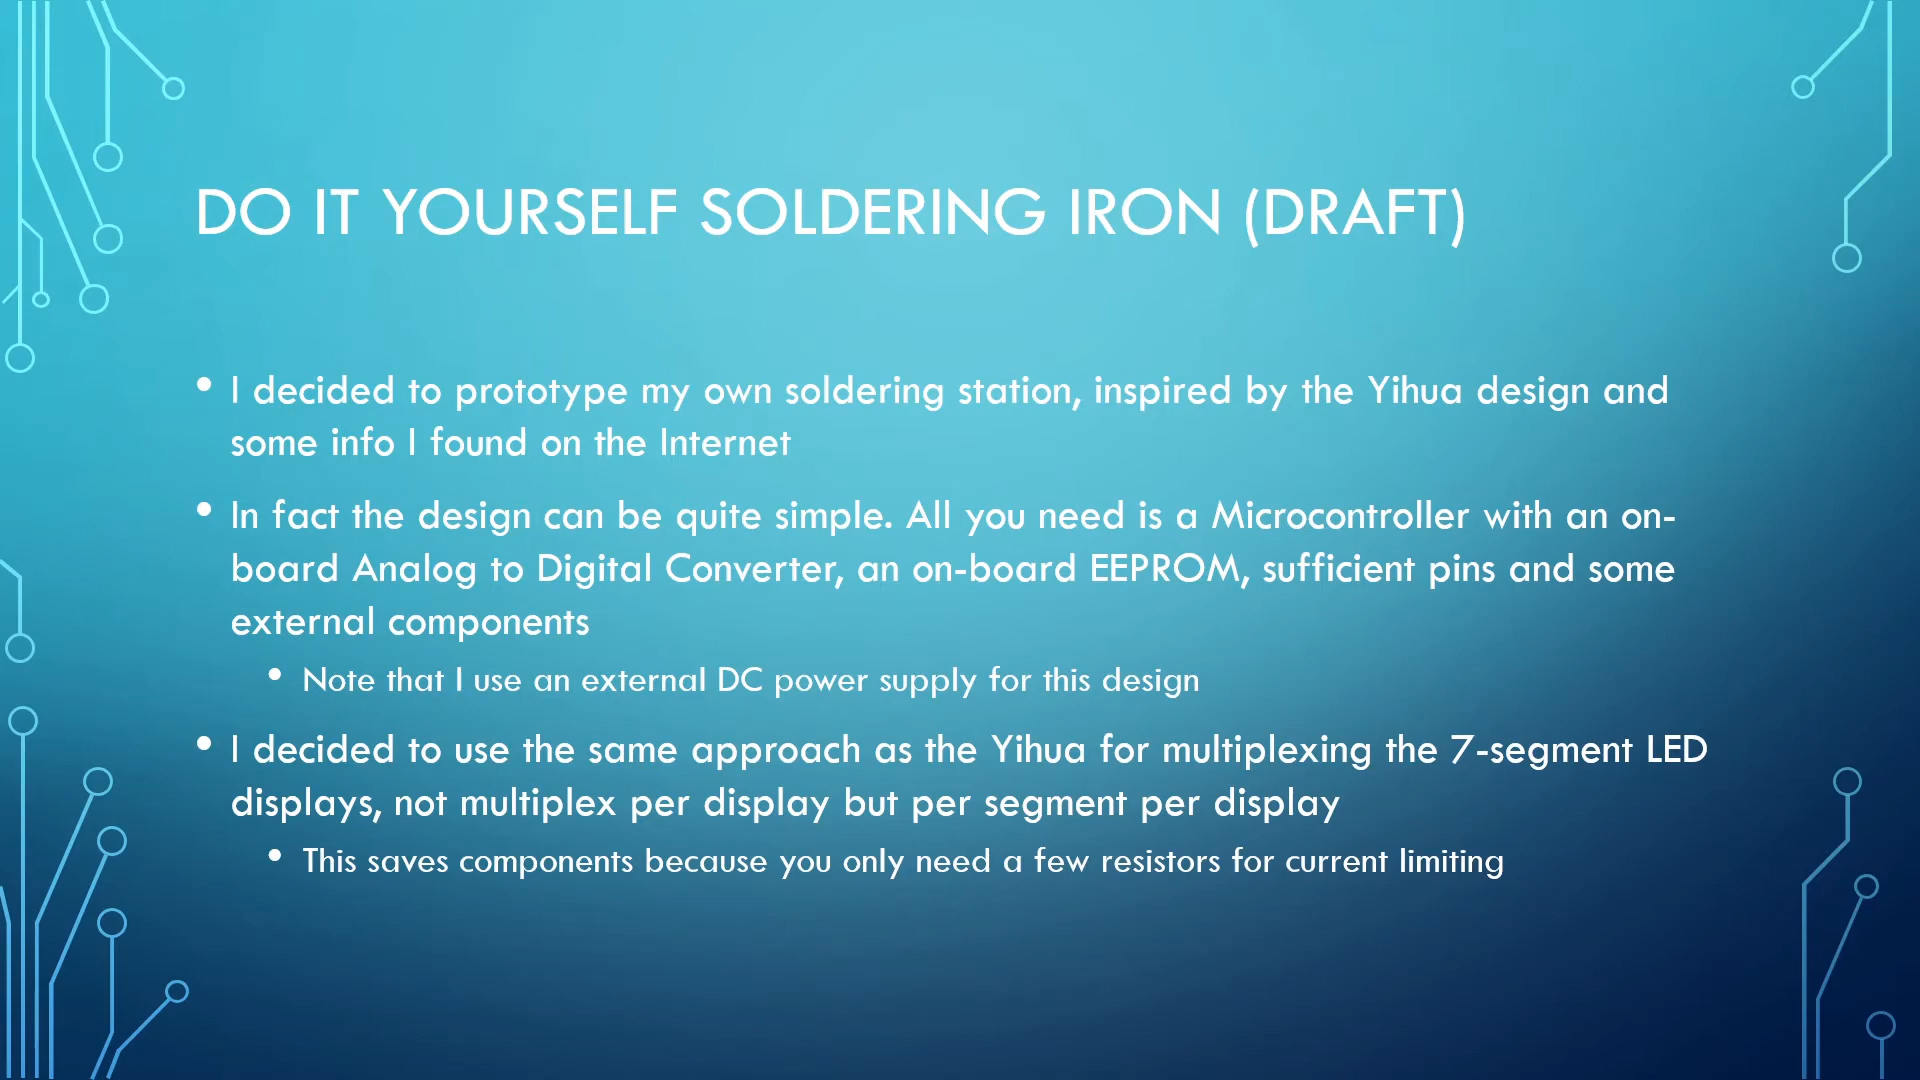 DO IT YOURSELF SOLDERING IRON (DRAFT)
• I decided to prototype my own soldering station, inspired by the Yihua design and
some info I found on the Internet
• In fact the design can be quite simple. All you need is a Microcontroller with an on-
board Analog to Digital Converter, an on-board EEPROM, sufficient pins and some
external components
• Note that I use an external DC power supply for this design
• I decided to use the same approach as the Yihua for multiplexing the 7-segment LED
displays, not multiplex per display but per segment per display
• This saves components because you only need a few resistors for current limiting